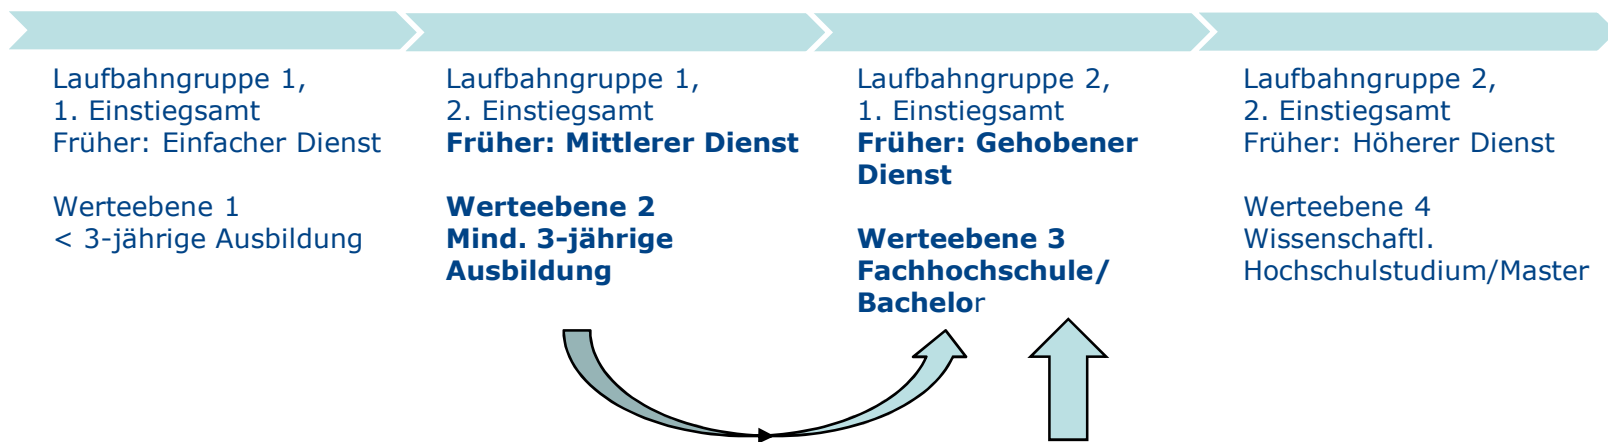 Laufbahngruppe 1,
1. Einstiegsamt
Früher: Einfacher Dienst
Werteebene 1
< 3-jährige Ausbildung
Laufbahngruppe 1,
2. Einstiegsamt
Früher: Mittlerer Dienst
Werteebene 2
Mind. 3-jährige
Ausbildung
Laufbahngruppe 2,
1. Einstiegsamt
Früher: Gehobener
Dienst
Werteebene 3
Fachhochschule/
Bachelor
Laufbahngruppe 2,
2. Einstiegsamt
Früher: Höherer Dienst
Werteebene 4
Wissenschaftl.
Hochschulstudium/Master